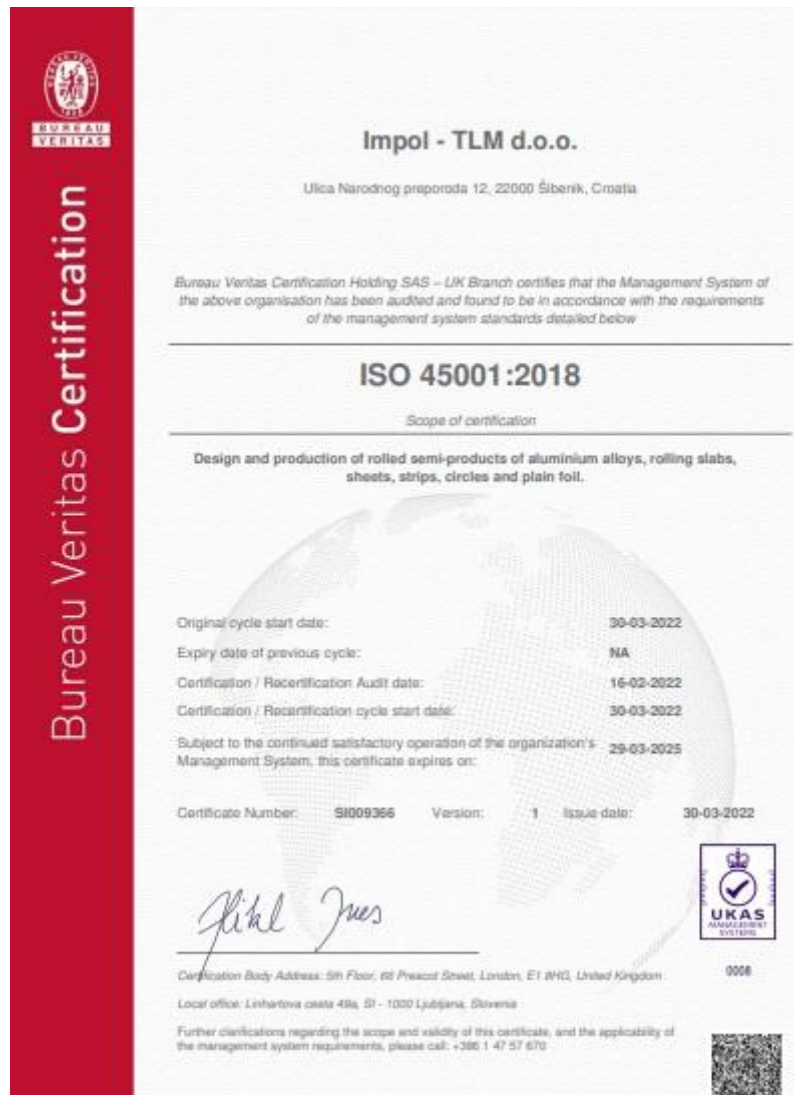 BUREAU
VERITAS
Bureau Veritas Certification
Impol - TLM d.o.o.
Ulica Narodnog preporoda 12, 22000 Šibenik, Croatia
Bureau Veritas Certification Holding SAS – UK Branch certifies that the Management System of
the above organisation has been audited and found to be in accordance with the requirements
of the management system standards detailed below
ISO 45001:2018
Scope of certification
Design and production of rolled semi-products of aluminium alloys, rolling slabs,
sheets, strips, circles and plain foil.
Original cycle start date: 30-03-2022
Expiry date of previous cycle: NA
Certification / Recertification Audit date: 16-02-2022
Certification / Recertification cycle start date: 30-03-2022
Subject to the continued satisfactory operation of the organization's
Management System, this certificate expires on: 29-03-2025
Certificate Number: SI009366 Version: 1 Issue date: 30-03-2022
UKAS
MANAGEMENT
SYSTEMS
0008
Certification Body Address: 5th Floor, 66 Prescot Street, London, E1 8HG, United Kingdom
Local office: Linhartova cesta 49a, SI - 1000 Ljubljana, Slovenia
Further clarifications regarding the scope and validity of this certificate, and the applicability of
the management system requirements, please call: +386 1 47 57 670